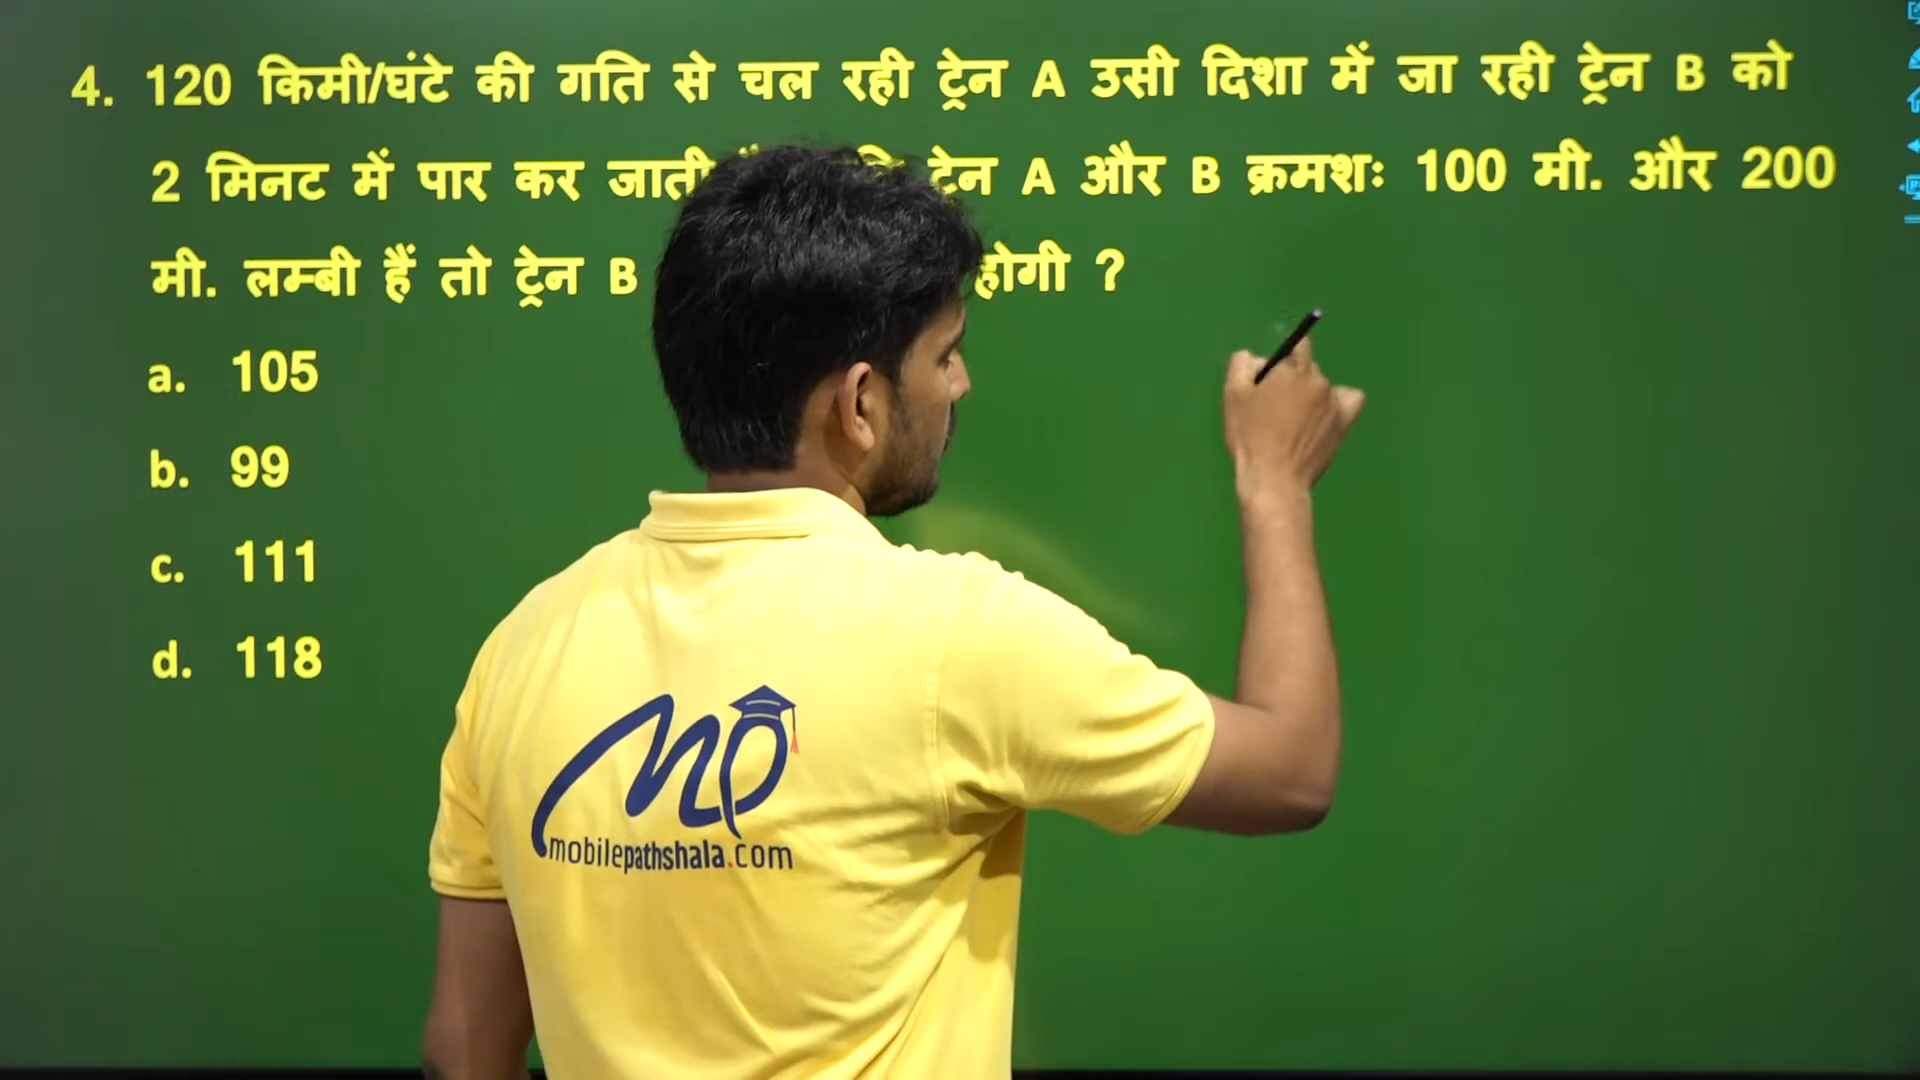 4. 120 किमी/घंटे की गति से चल रही ट्रेन A उसी दिशा में जा रही ट्रेन B को
2 मिनट में पार कर जाती ट्रेन A और B क्रमशः 100 मी. और 200
मी. लम्बी हैं तो ट्रेन B होगी ?
a. 105
b. 99
c. 111
d. 118
mobilepathshala.com